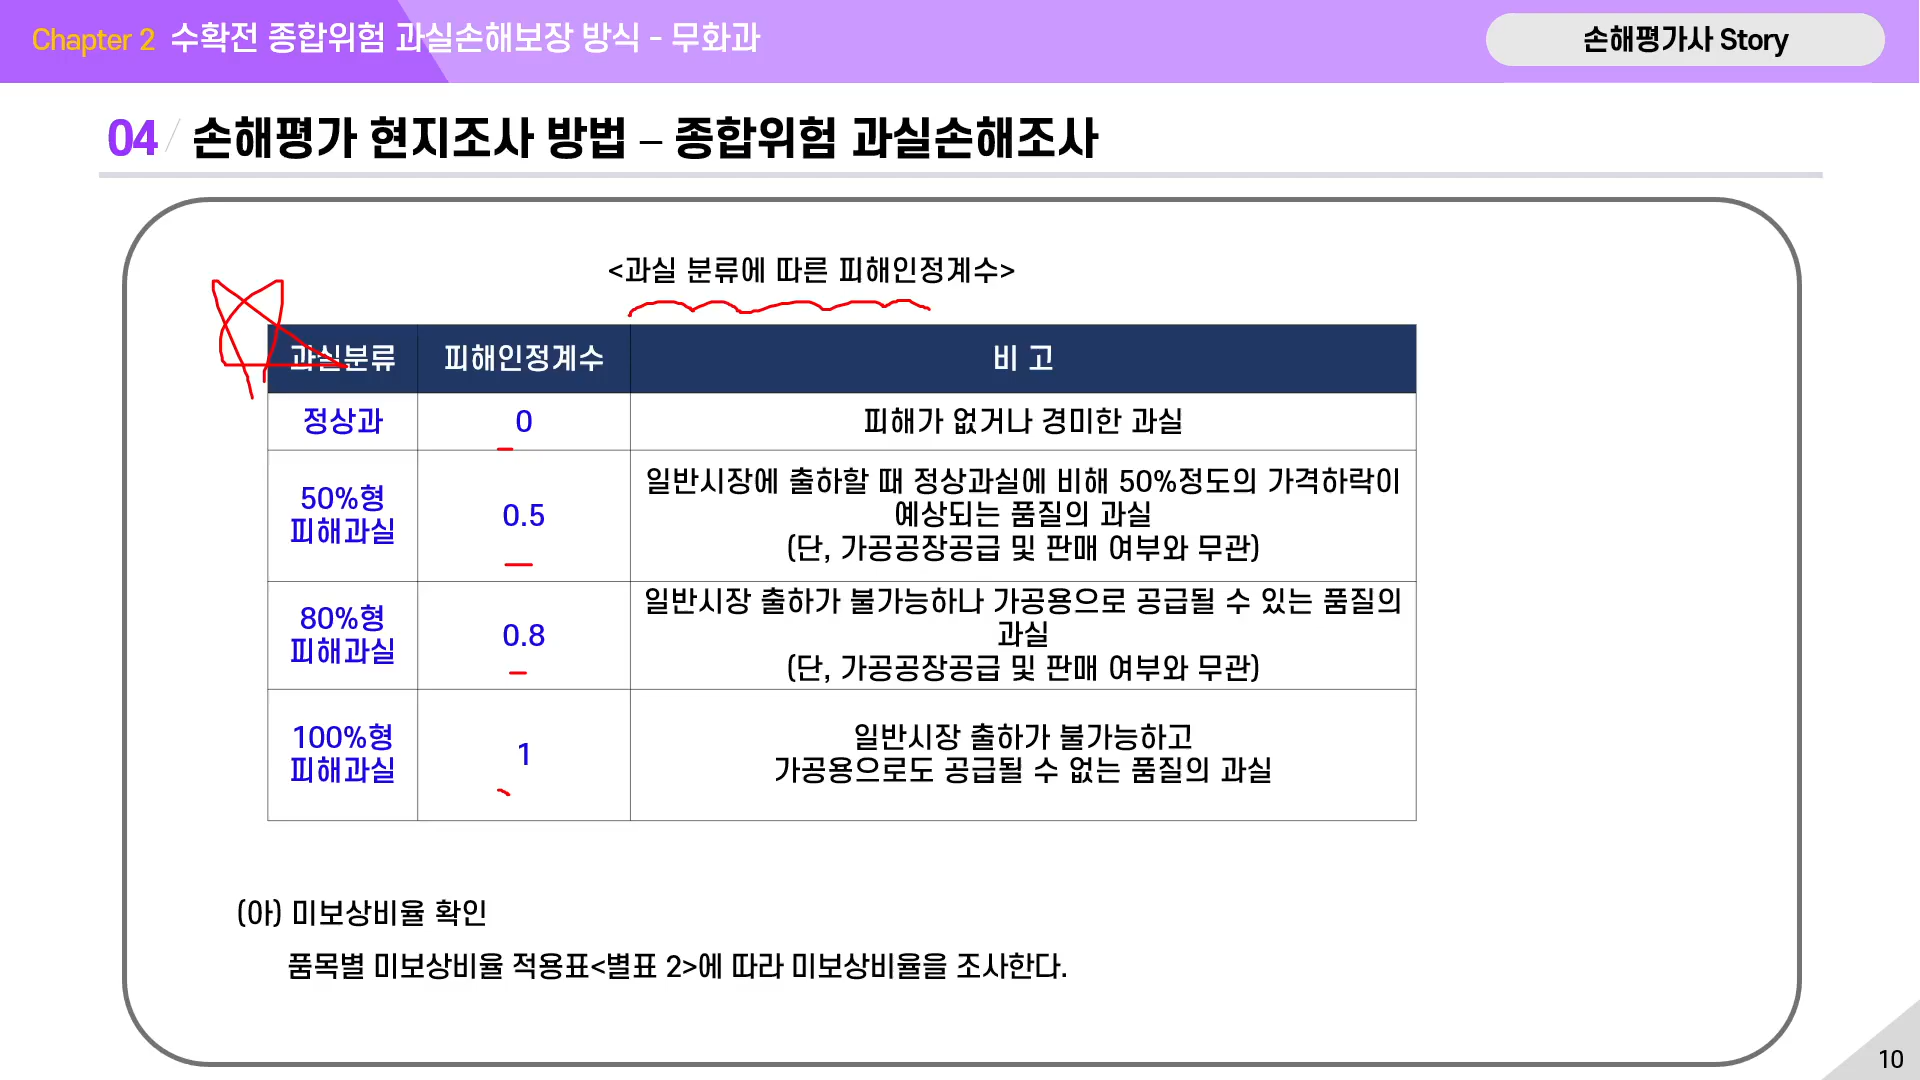 Chapter 2 수확전 종합위험 과실손해보장 방식 - 무화과
손해평가사 Story
04 손해평가 현지조사 방법 – 종합위험 과실손해조사
<과실 분류에 따른 피해인정계수>
과실분류 피해인정계수 비 고
정상과 0 피해가 없거나 경미한 과실
50%형
피해과실
0.5
일반시장에 출하할 때 정상과실에 비해 50%정도의 가격하락이
예상되는 품질의 과실
(단, 가공공장공급 및 판매 여부와 무관)
80%형
피해과실
0.8
일반시장 출하가 불가능하나 가공용으로 공급될 수 있는 품질의
과실
(단, 가공공장공급 및 판매 여부와 무관)
100%형
피해과실
1
일반시장 출하가 불가능하고
가공용으로도 공급될 수 없는 품질의 과실
(아) 미보상비율 확인
품목별 미보상비율 적용표<별표 2>에 따라 미보상비율을 조사한다.
10